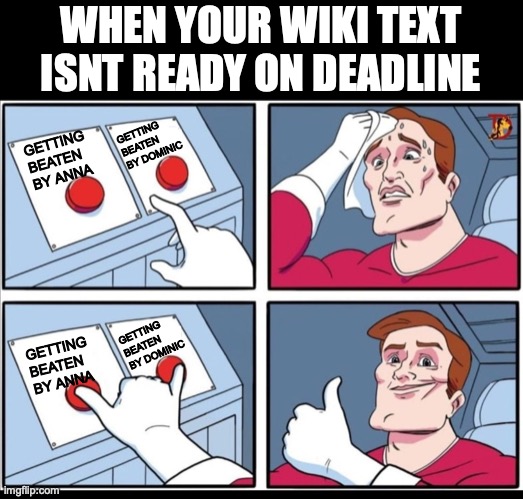 WHEN YOUR WIKI TEXT
ISNT READY ON DEADLINE
GETTING
BEATEN
BY ANNA
GETTING
BEATEN
BY DOMINIC
GETTING
BEATEN
BY ANNA
GETTING
BEATEN
BY DOMINIC
imgflip.com